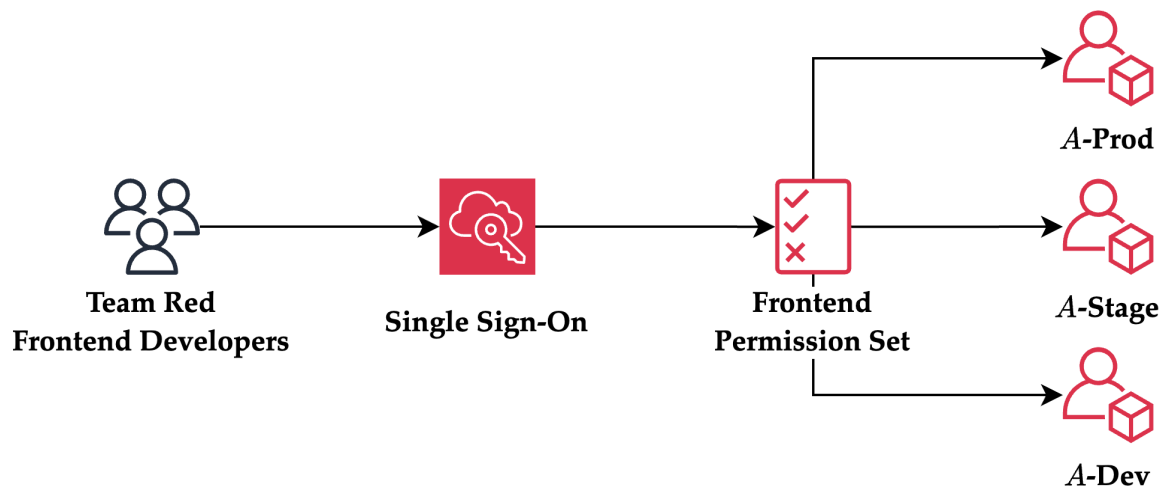 Team Red
Frontend Developers
Single Sign-On
Frontend
Permission Set
A-Prod
A-Stage
A-Dev